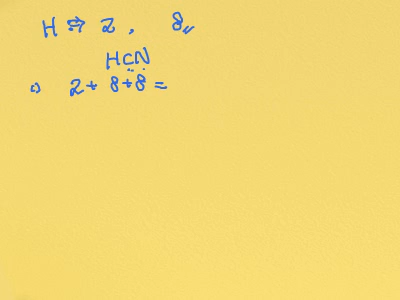 H ⇒ 2 , 8,,
HCN
⇒ 2 + 8 + 8 =